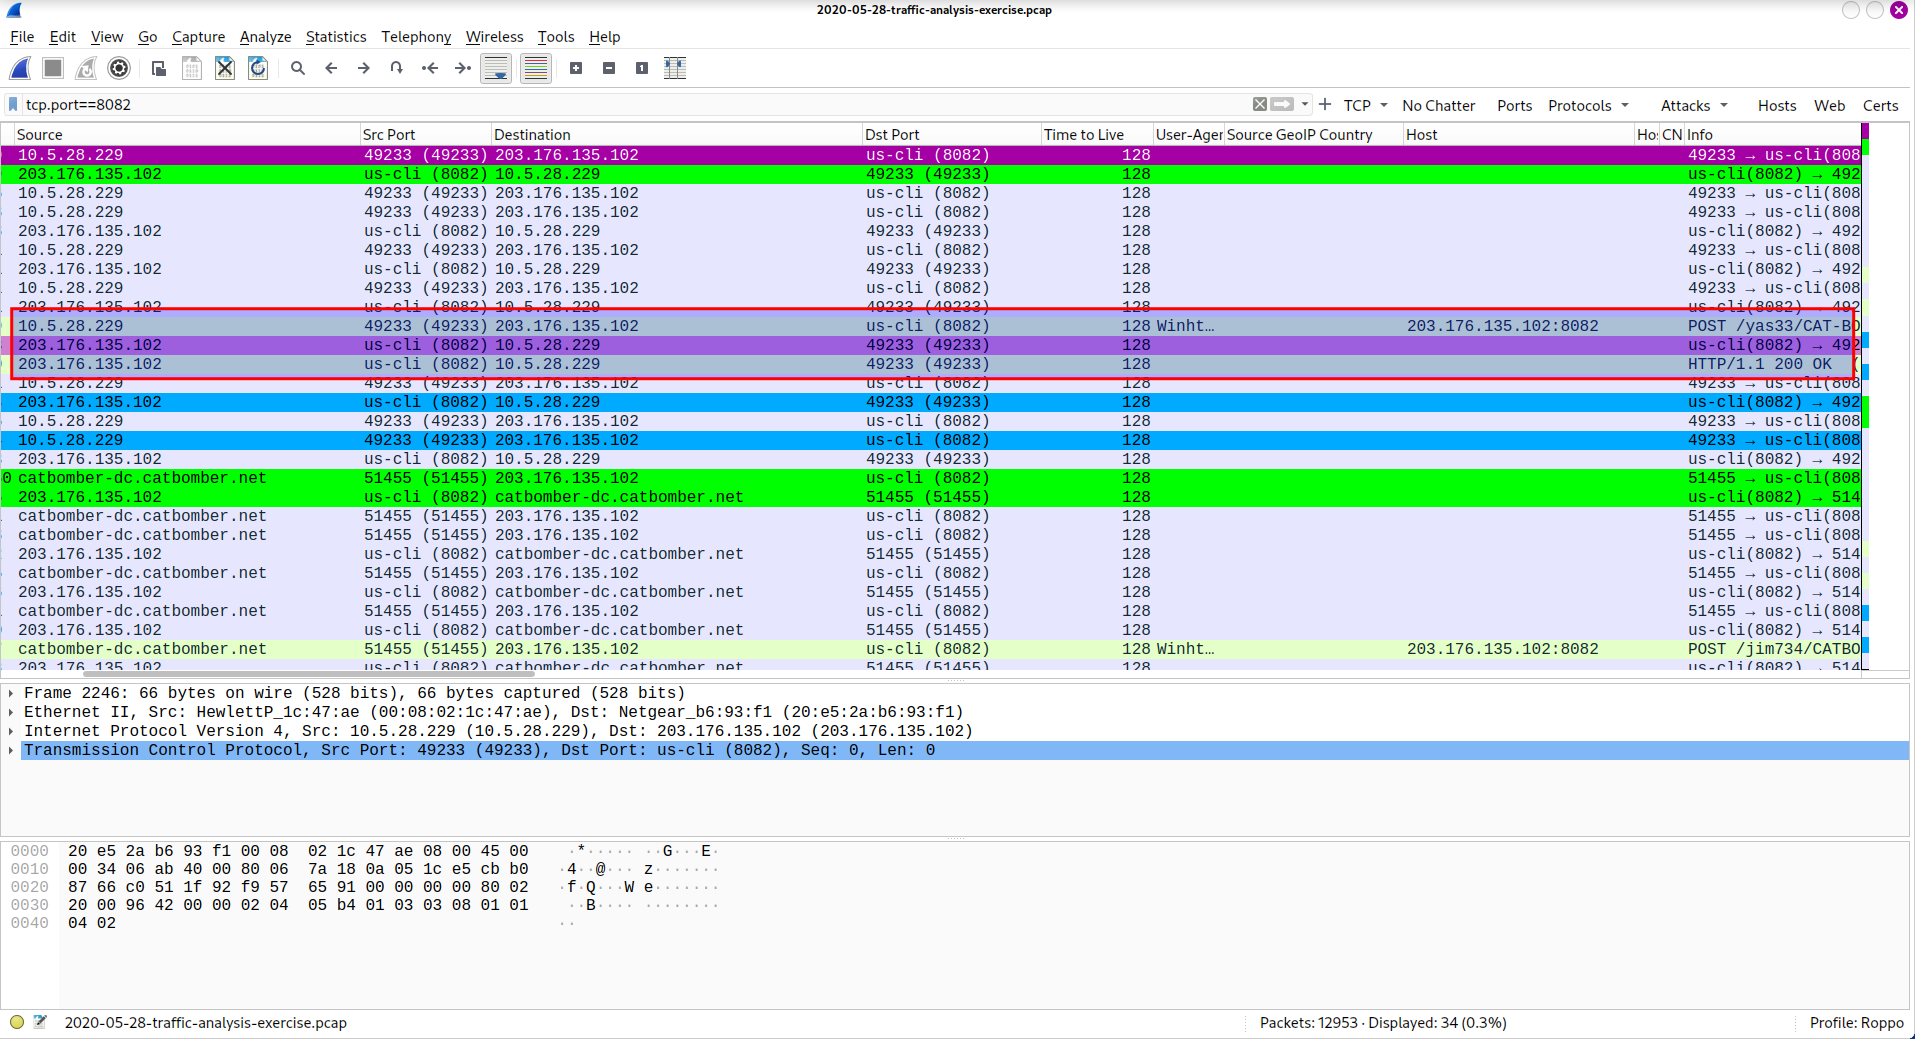 2020-05-28-traffic-analysis-exercise.pcap
File Edit View Go Capture Analyze Statistics Telephony Wireless Tools Help
tcp.port==8082 TCP No Chatter Ports Protocols Attacks Hosts Web Certs
Source Src Port Destination Dst Port Time to Live User-Agen Source GeoIP Country Host Ho CN Info
10.5.28.229 49233 (49233) 203.176.135.102 us-cli (8082) 128 49233 → us-cli(808
203.176.135.102 us-cli (8082) 10.5.28.229 49233 (49233) 128 us-cli(8082) → 492
10.5.28.229 49233 (49233) 203.176.135.102 us-cli (8082) 128 49233 → us-cli(808
10.5.28.229 49233 (49233) 203.176.135.102 us-cli (8082) 128 49233 → us-cli(808
203.176.135.102 us-cli (8082) 10.5.28.229 49233 (49233) 128 us-cli(8082) → 492
10.5.28.229 49233 (49233) 203.176.135.102 us-cli (8082) 128 49233 → us-cli(808
203.176.135.102 us-cli (8082) 10.5.28.229 49233 (49233) 128 us-cli(8082) → 492
10.5.28.229 49233 (49233) 203.176.135.102 us-cli (8082) 128 49233 → us-cli(808
203.176.135.102 us-cli (8082) 10.5.28.229 49233 (49233) 128 us-cli(8082) → 492
10.5.28.229 49233 (49233) 203.176.135.102 us-cli (8082) 128 Winht… 203.176.135.102:8082 POST /yas33/CAT-BO
203.176.135.102 us-cli (8082) 10.5.28.229 49233 (49233) 128 us-cli(8082) → 492
203.176.135.102 us-cli (8082) 10.5.28.229 49233 (49233) 128 HTTP/1.1 200 OK (
10.5.28.229 49233 (49233) 203.176.135.102 us-cli (8082) 128 49233 → us-cli(808
203.176.135.102 us-cli (8082) 10.5.28.229 49233 (49233) 128 us-cli(8082) → 492
10.5.28.229 49233 (49233) 203.176.135.102 us-cli (8082) 128 49233 → us-cli(808
10.5.28.229 49233 (49233) 203.176.135.102 us-cli (8082) 128 49233 → us-cli(808
203.176.135.102 us-cli (8082) 10.5.28.229 49233 (49233) 128 us-cli(8082) → 492
0 catbomber-dc.catbomber.net 51455 (51455) 203.176.135.102 us-cli (8082) 128 51455 → us-cli(808
203.176.135.102 us-cli (8082) catbomber-dc.catbomber.net 51455 (51455) 128 us-cli(8082) → 514
catbomber-dc.catbomber.net 51455 (51455) 203.176.135.102 us-cli (8082) 128 51455 → us-cli(808
catbomber-dc.catbomber.net 51455 (51455) 203.176.135.102 us-cli (8082) 128 51455 → us-cli(808
203.176.135.102 us-cli (8082) catbomber-dc.catbomber.net 51455 (51455) 128 us-cli(8082) → 514
catbomber-dc.catbomber.net 51455 (51455) 203.176.135.102 us-cli (8082) 128 51455 → us-cli(808
203.176.135.102 us-cli (8082) catbomber-dc.catbomber.net 51455 (51455) 128 us-cli(8082) → 514
catbomber-dc.catbomber.net 51455 (51455) 203.176.135.102 us-cli (8082) 128 51455 → us-cli(808
203.176.135.102 us-cli (8082) catbomber-dc.catbomber.net 51455 (51455) 128 us-cli(8082) → 514
catbomber-dc.catbomber.net 51455 (51455) 203.176.135.102 us-cli (8082) 128 Winht… 203.176.135.102:8082 POST /jim734/CATBO
203.176.135.102 us-cli (8082) catbomber-dc.catbomber.net 51455 (51455) 128 us-cli(8082) → 514
Frame 2246: 66 bytes on wire (528 bits), 66 bytes captured (528 bits)
Ethernet II, Src: HewlettP_1c:47:ae (00:08:02:1c:47:ae), Dst: Netgear_b6:93:f1 (20:e5:2a:b6:93:f1)
Internet Protocol Version 4, Src: 10.5.28.229 (10.5.28.229), Dst: 203.176.135.102 (203.176.135.102)
Transmission Control Protocol, Src Port: 49233 (49233), Dst Port: us-cli (8082), Seq: 0, Len: 0
0000 20 e5 2a b6 93 f1 00 08 02 1c 47 ae 08 00 45 00 ·*····· ··G···E·
0010 00 34 06 ab 40 00 80 06 7a 18 0a 05 1c e5 cb b0 ·4··@··· z·······
0020 87 66 c0 51 1f 92 f9 57 65 91 00 00 00 00 80 02 ·f·Q···W e·······
0030 20 00 96 42 00 00 02 04 05 b4 01 03 03 08 01 01 ··B···· ········
0040 04 02 ··
2020-05-28-traffic-analysis-exercise.pcap Packets: 12953 · Displayed: 34 (0.3%) Profile: Roppo